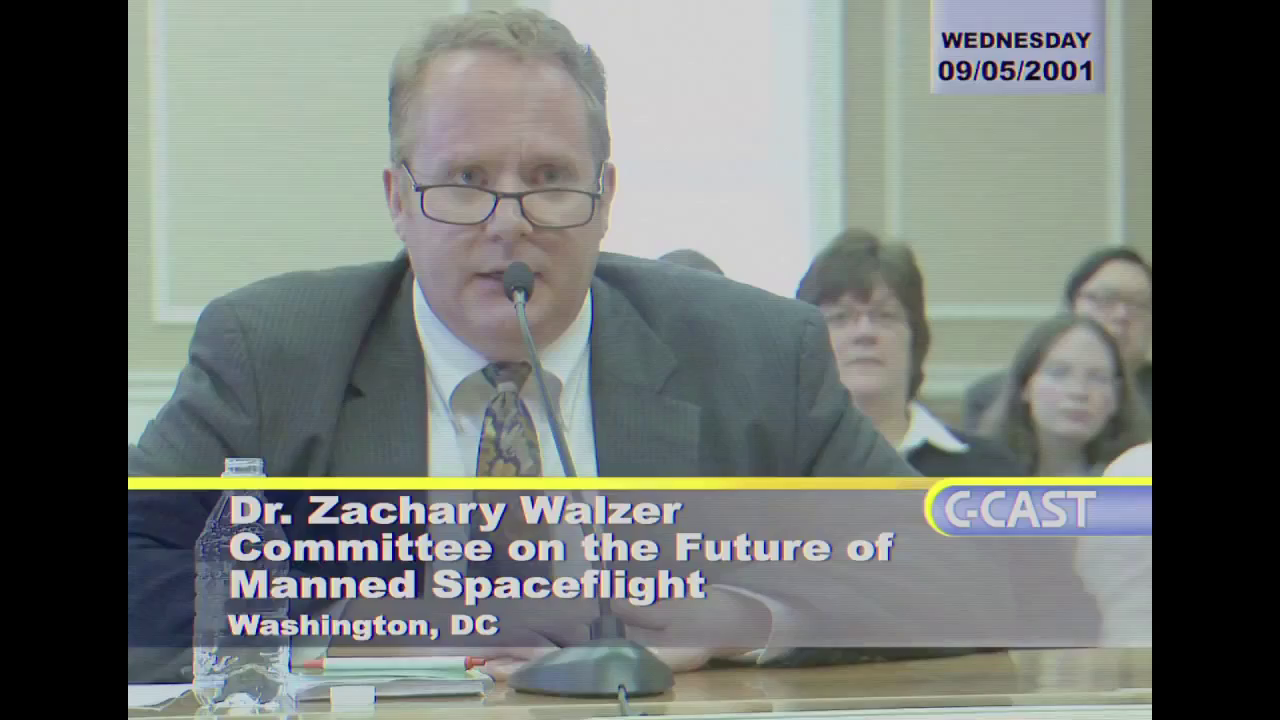 WEDNESDAY
09/05/2001
Dr. Zachary Walzer
C-CAST
Committee on the Future of
Manned Spaceflight
Washington, DC